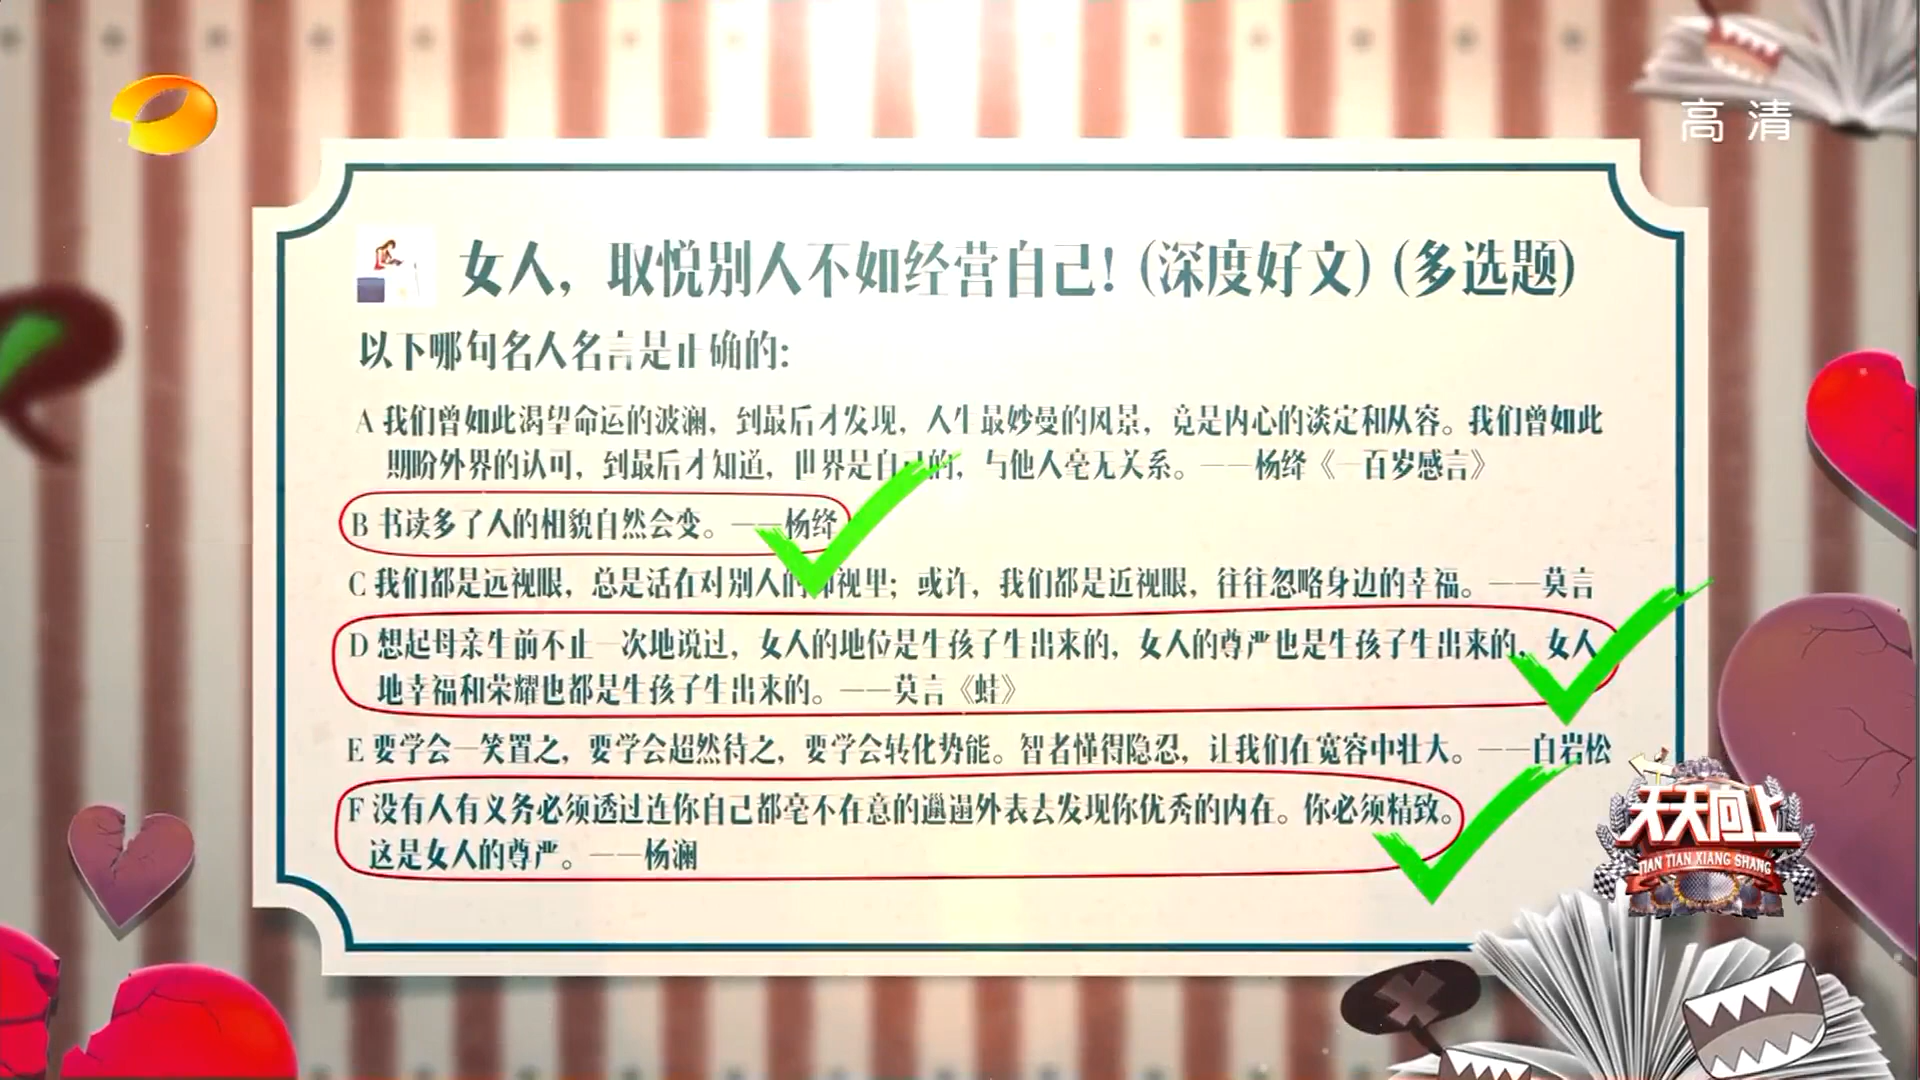 高清
女人，取悦别人不如经营自己！(深度好文)(多选题)
以下哪句名人名言是正确的：
A 我们曾如此渴望命运的波澜，到最后才发现，人生最妙曼的风景，竟是内心的淡定和从容。我们曾如此
期盼外界的认可，到最后才知道，世界是自己的，与他人毫无关系。——杨绛《一百岁感言》
B 书读多了人的相貌自然会变。——杨绛
C 我们都是远视眼，总是活在对别人的仰视里；或许，我们都是近视眼，往往忽略身边的幸福。——莫言
D 想起母亲生前不止一次地说过，女人的地位是生孩子生出来的，女人的尊严也是生孩子生出来的，女人
地幸福和荣耀也都是生孩子生出来的。——莫言《蛙》
E 要学会一笑置之，要学会超然待之，要学会转化势能。智者懂得隐忍，让我们在宽容中壮大。——白岩松
F 没有人有义务必须透过连你自己都毫不在意的邋遢外表去发现你优秀的内在。你必须精致。
这是女人的尊严。——杨澜
天天向上
TIAN TIAN XIANG SHANG